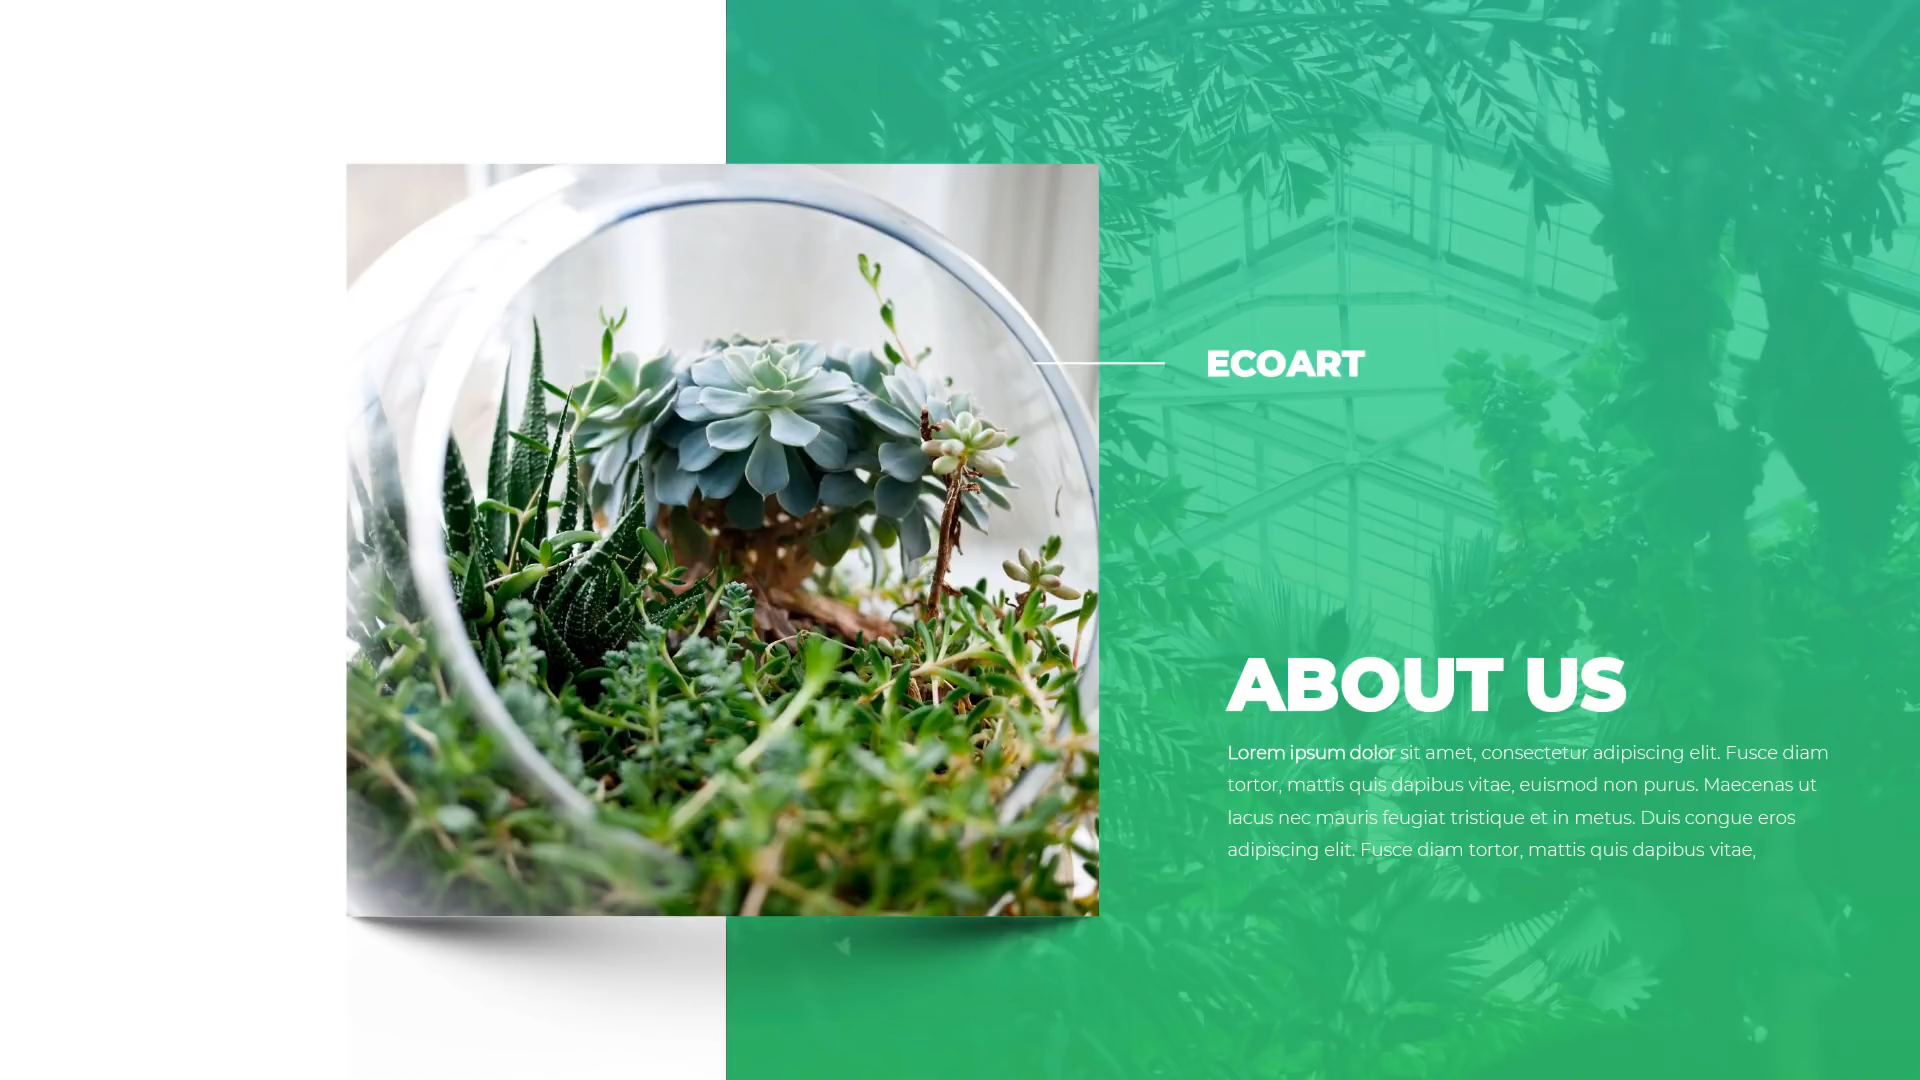 ECOART
ABOUT US
Lorem ipsum dolor sit amet, consectetur adipiscing elit. Fusce diam
tortor, mattis quis dapibus vitae, euismod non purus. Maecenas ut
lacus nec mauris feugiat tristique et in metus. Duis congue eros
adipiscing elit. Fusce diam tortor, mattis quis dapibus vitae,